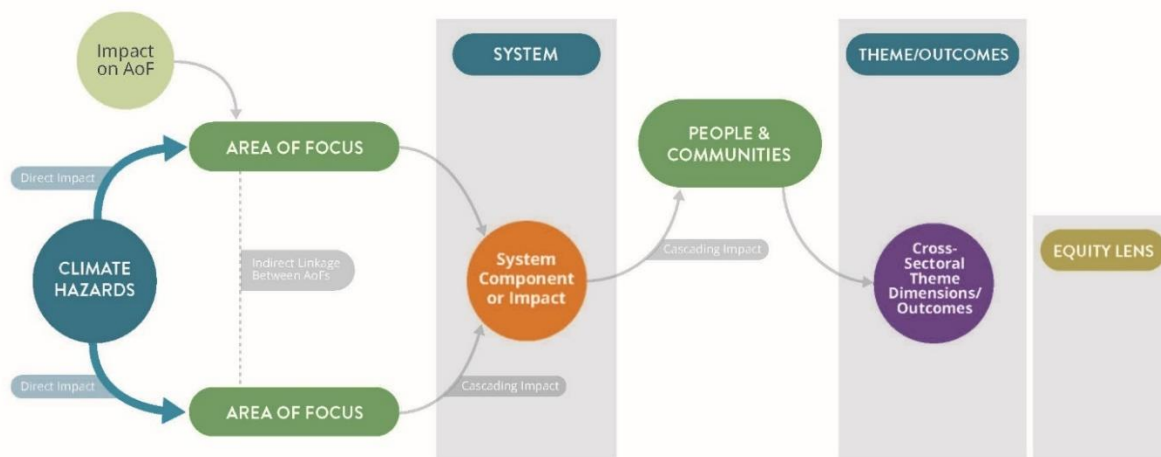 Impact
on AoF
SYSTEM
THEME/OUTCOMES
AREA OF FOCUS
PEOPLE &
COMMUNITIES
Direct Impact
CLIMATE
HAZARDS
Indirect Linkage
Between AoFs
System
Component
or Impact
Cascading Impact
Cross-
Sectoral
Theme
Dimensions/
Outcomes
EQUITY LENS
Direct Impact
Cascading Impact
AREA OF FOCUS